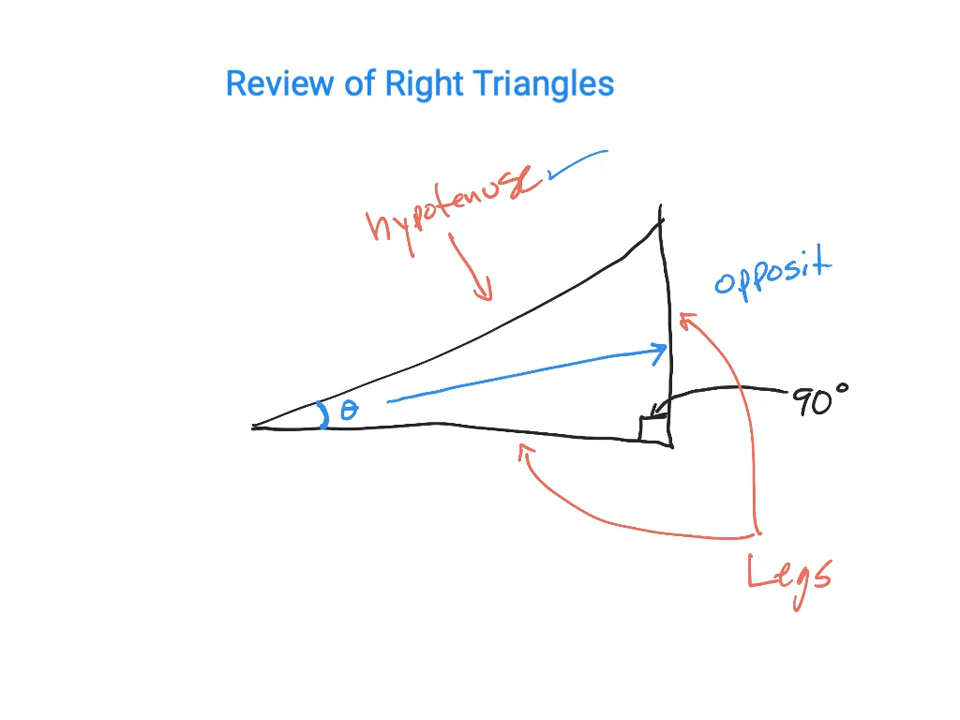 Review of Right Triangles
hypotenuse
opposit
θ
90°
Legs